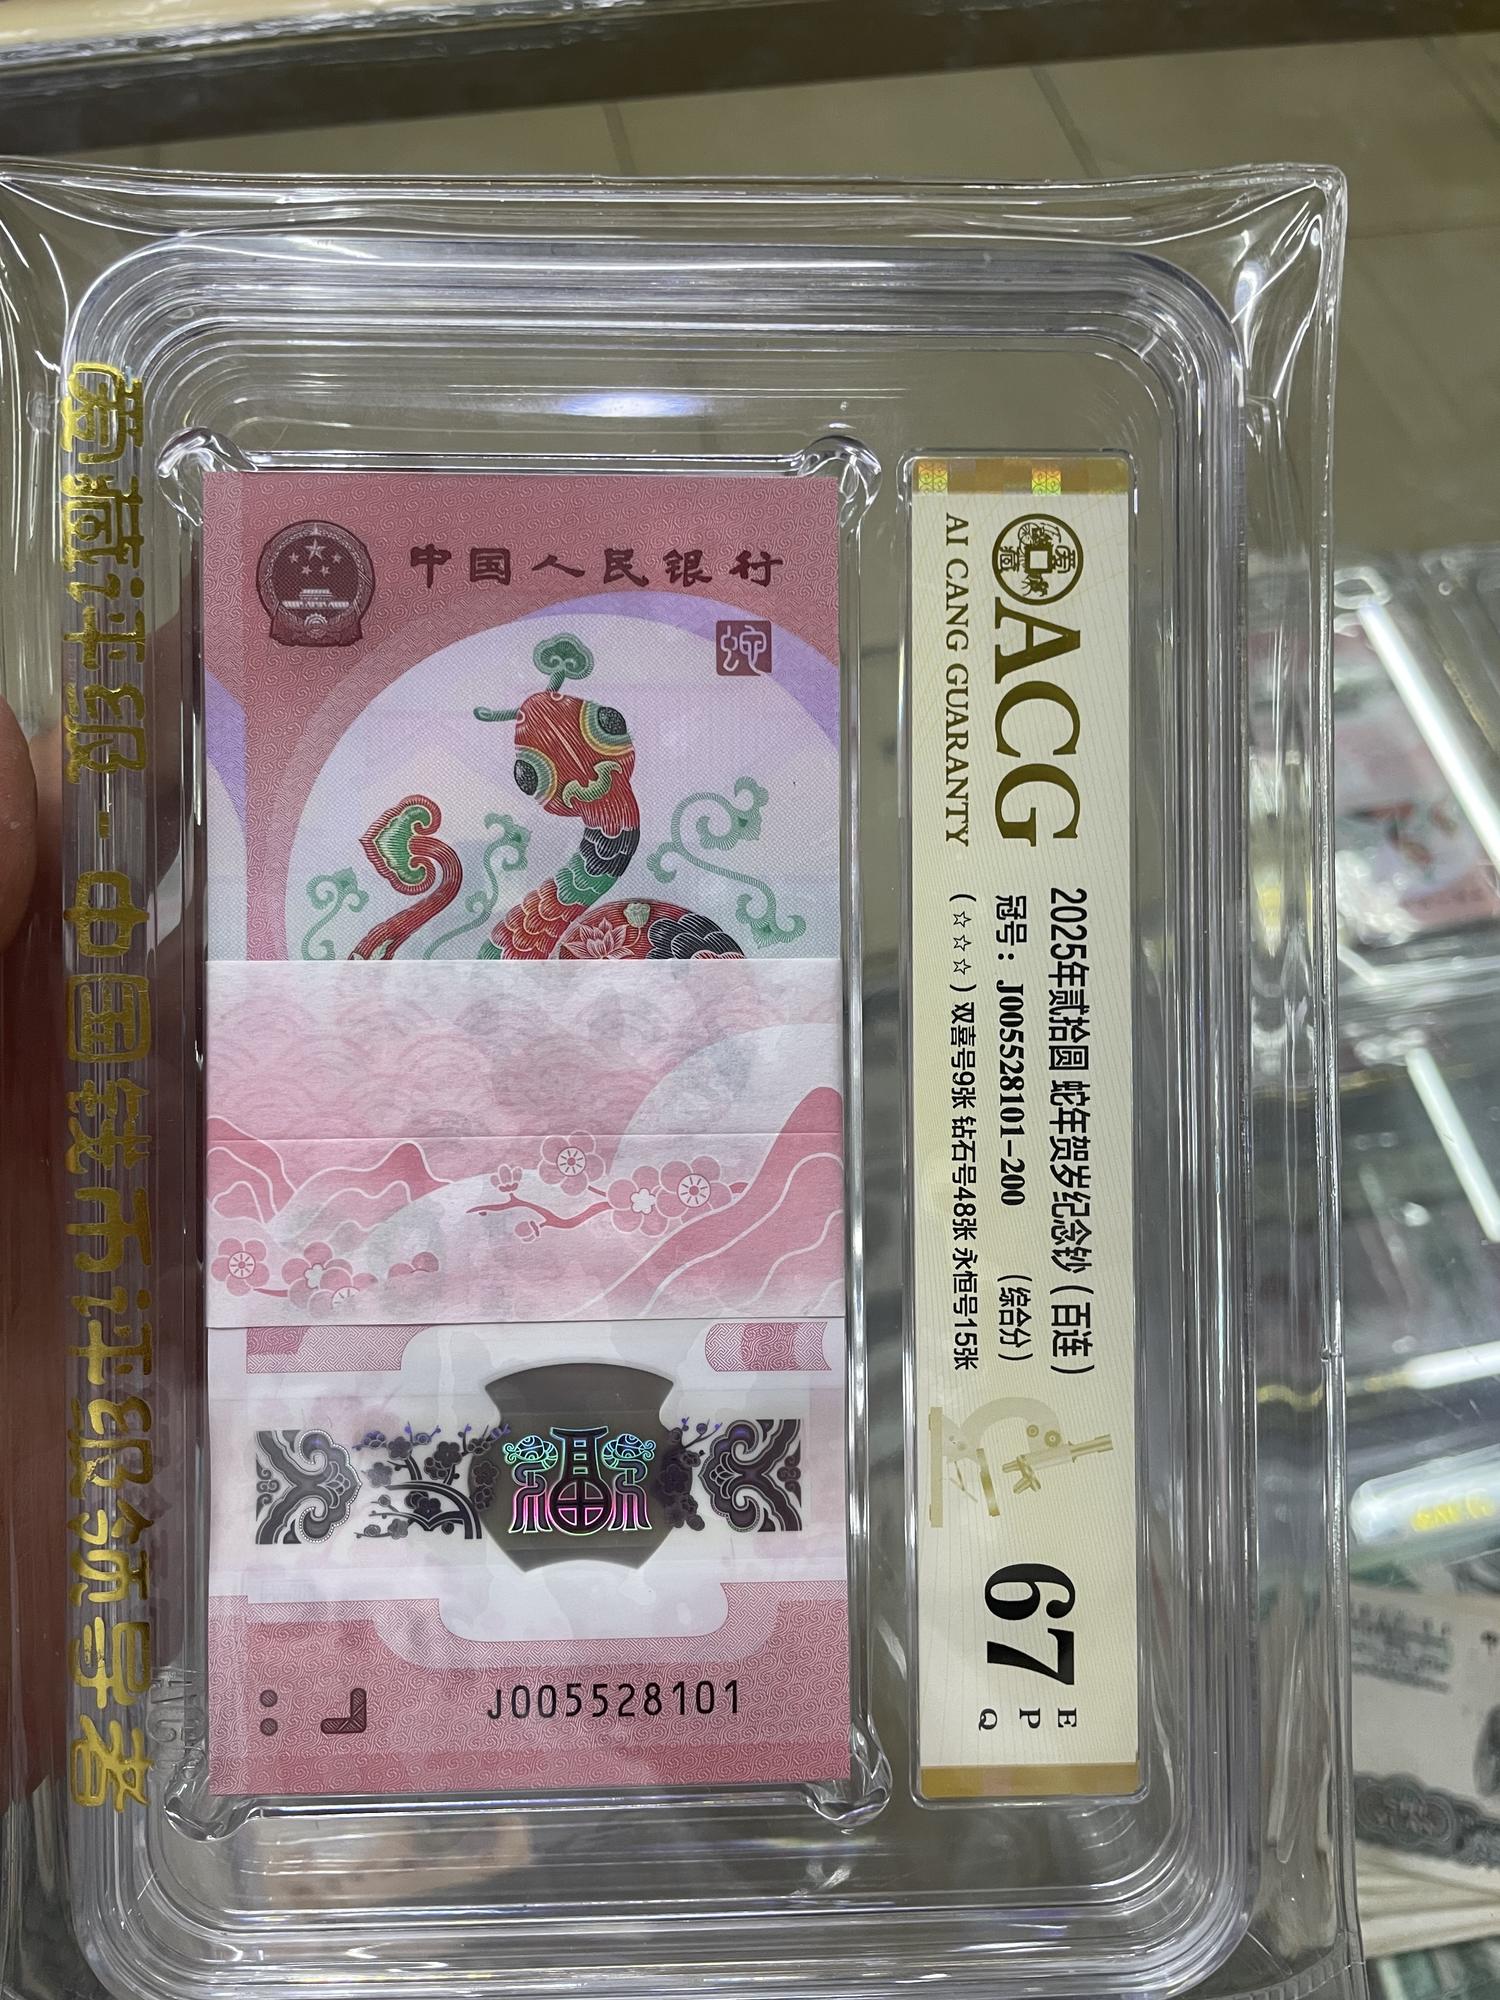 爱藏评级-中国钱币评级领导者
中国人民银行
蛇
J005528101
ACG
AI CANG GUARANTY
2025年贰拾圆 蛇年贺岁纪念钞（百连）
冠号：J005528101-200 （综合分）
（☆☆☆）双喜号9张 钻石号48张 永恒号15张
67
E
P
Q